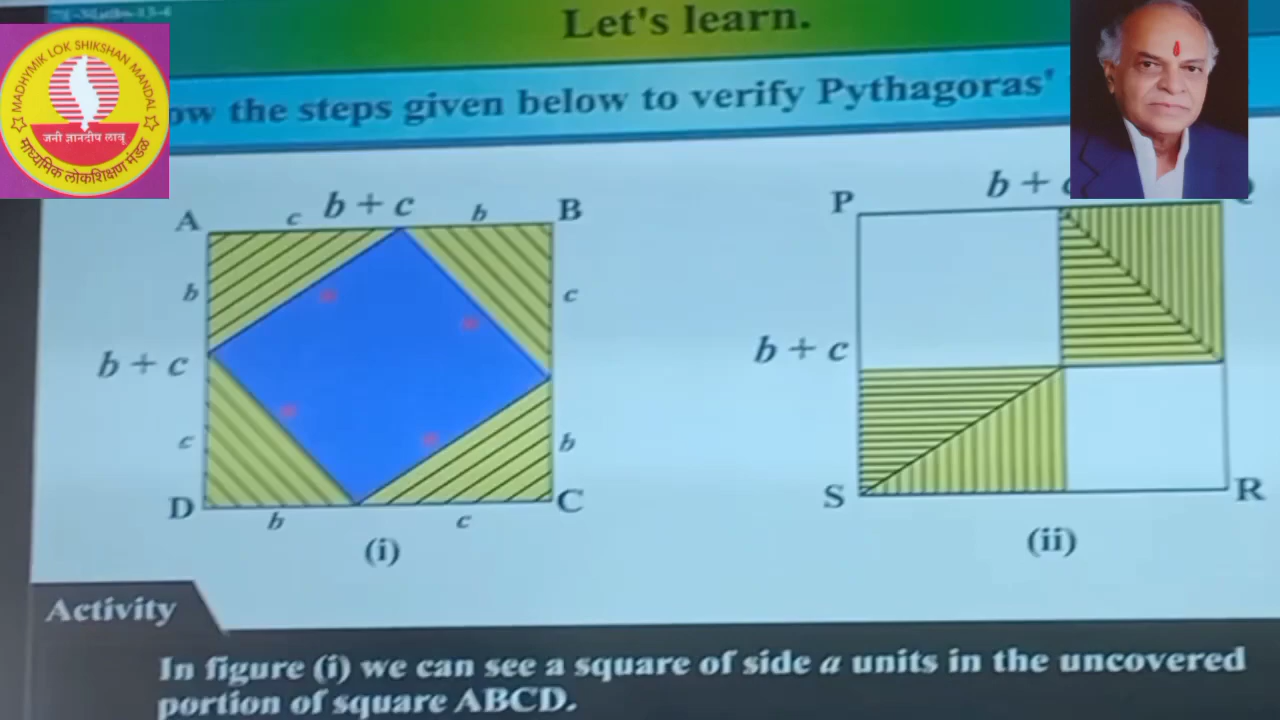 Let's learn.
MADHYMIK LOK SHIKSHAN MANDAL
जनी ज्ञानदीप लावू
माध्यमिक लोकशिक्षण मंडळ
ow the steps given below to verify Pythagoras'
A c b + c b B
b c
b + c
c b
D b c C
(i)
P b +
b + c
S R
(ii)
Activity
In figure (i) we can see a square of side a units in the uncovered
portion of square ABCD.